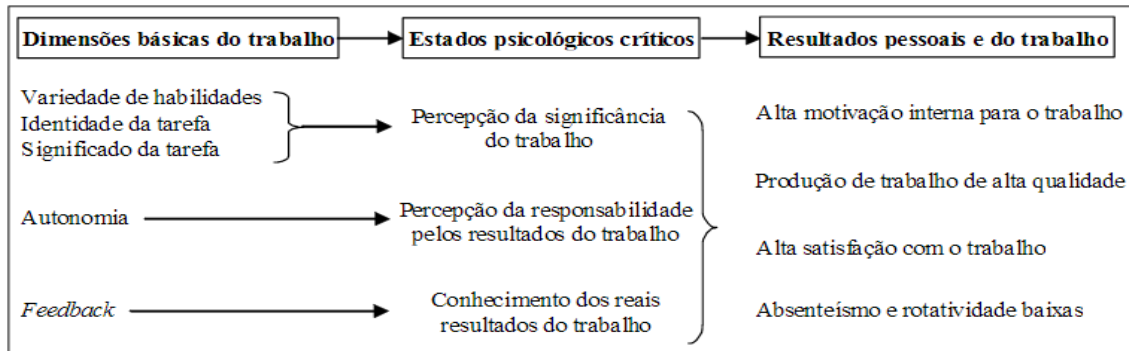 Dimensões básicas do trabalho
Estados psicológicos críticos
Resultados pessoais e do trabalho
Variedade de habilidades
Identidade da tarefa
Significado da tarefa
Percepção da significância
do trabalho
Alta motivação interna para o trabalho
Produção de trabalho de alta qualidade
Autonomia
Percepção da responsabilidade
pelos resultados do trabalho
Alta satisfação com o trabalho
Feedback
Conhecimento dos reais
resultados do trabalho
Absenteísmo e rotatividade baixas